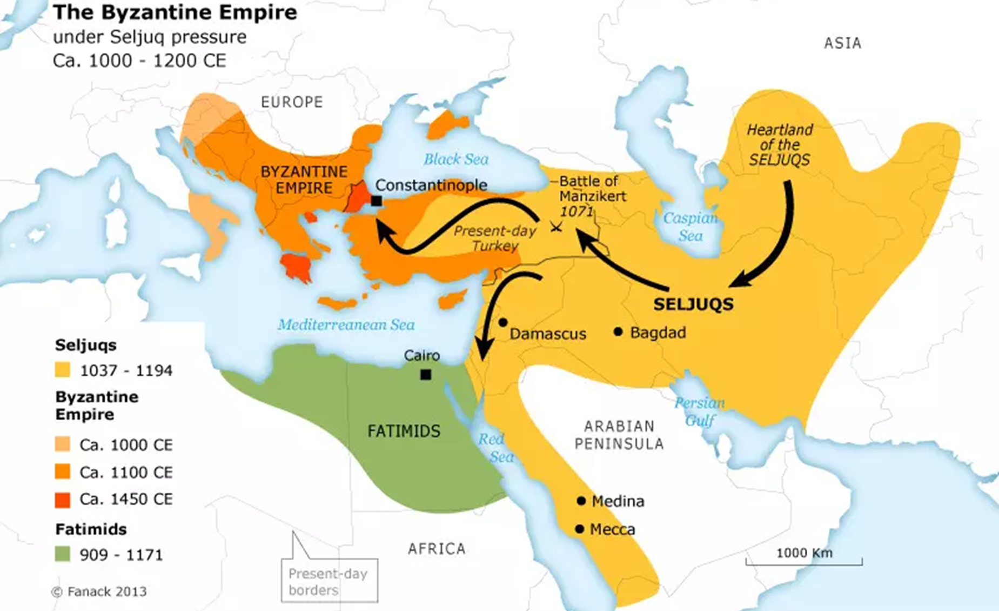 The Byzantine Empire
under Seljuq pressure
Ca. 1000 - 1200 CE
ASIA
EUROPE
Heartland
of the
SELJUQS
Black Sea
BYZANTINE
EMPIRE
Constantinople
Battle of
Manzikert
1071
Caspian
Sea
Present-day
Turkey
SELJUQS
Mediterranean Sea
Damascus
Bagdad
Cairo
Seljuqs
1037 - 1194
Byzantine
Empire
Ca. 1000 CE
Ca. 1100 CE
Ca. 1450 CE
Fatimids
909 - 1171
FATIMIDS
Red
Sea
Persian
Gulf
ARABIAN
PENINSULA
Medina
Mecca
AFRICA
1000 Km
Present-day
borders
© Fanack 2013